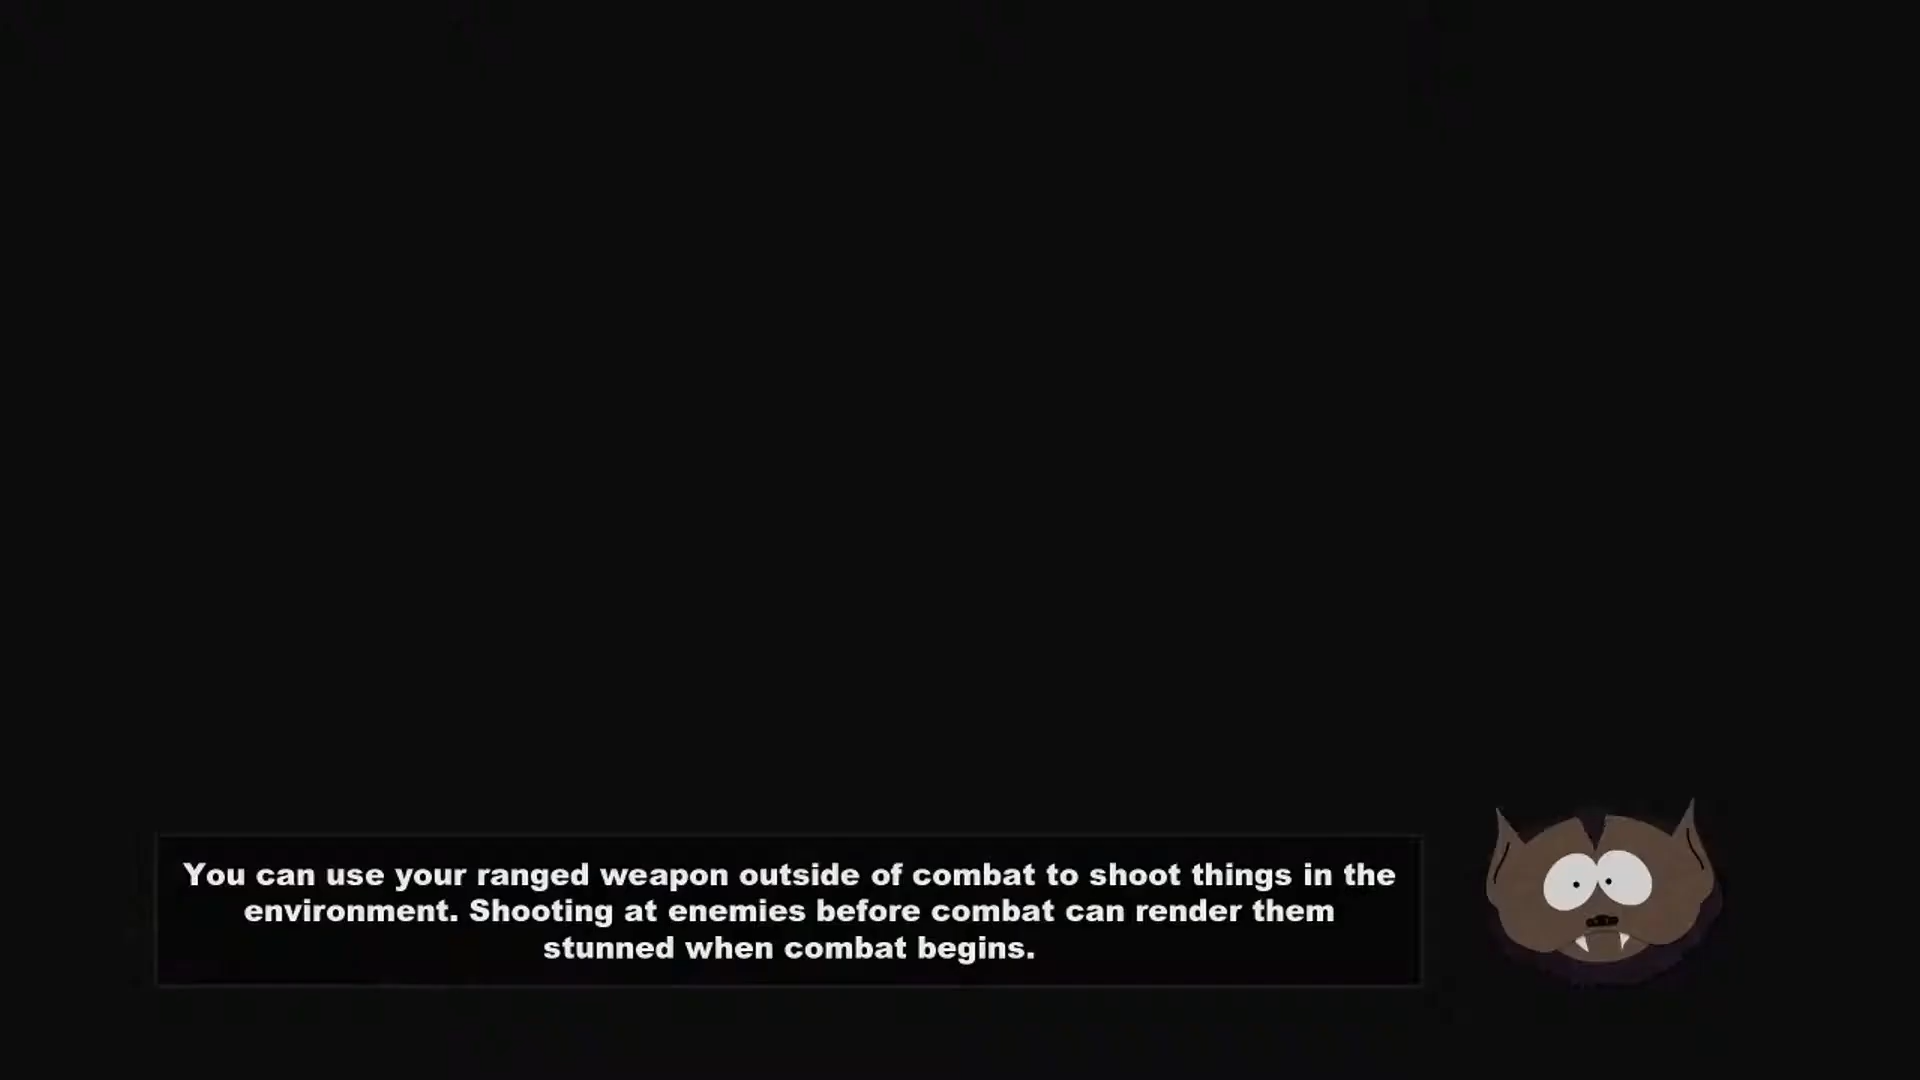 You can use your ranged weapon outside of combat to shoot things in the
environment. Shooting at enemies before combat can render them
stunned when combat begins.